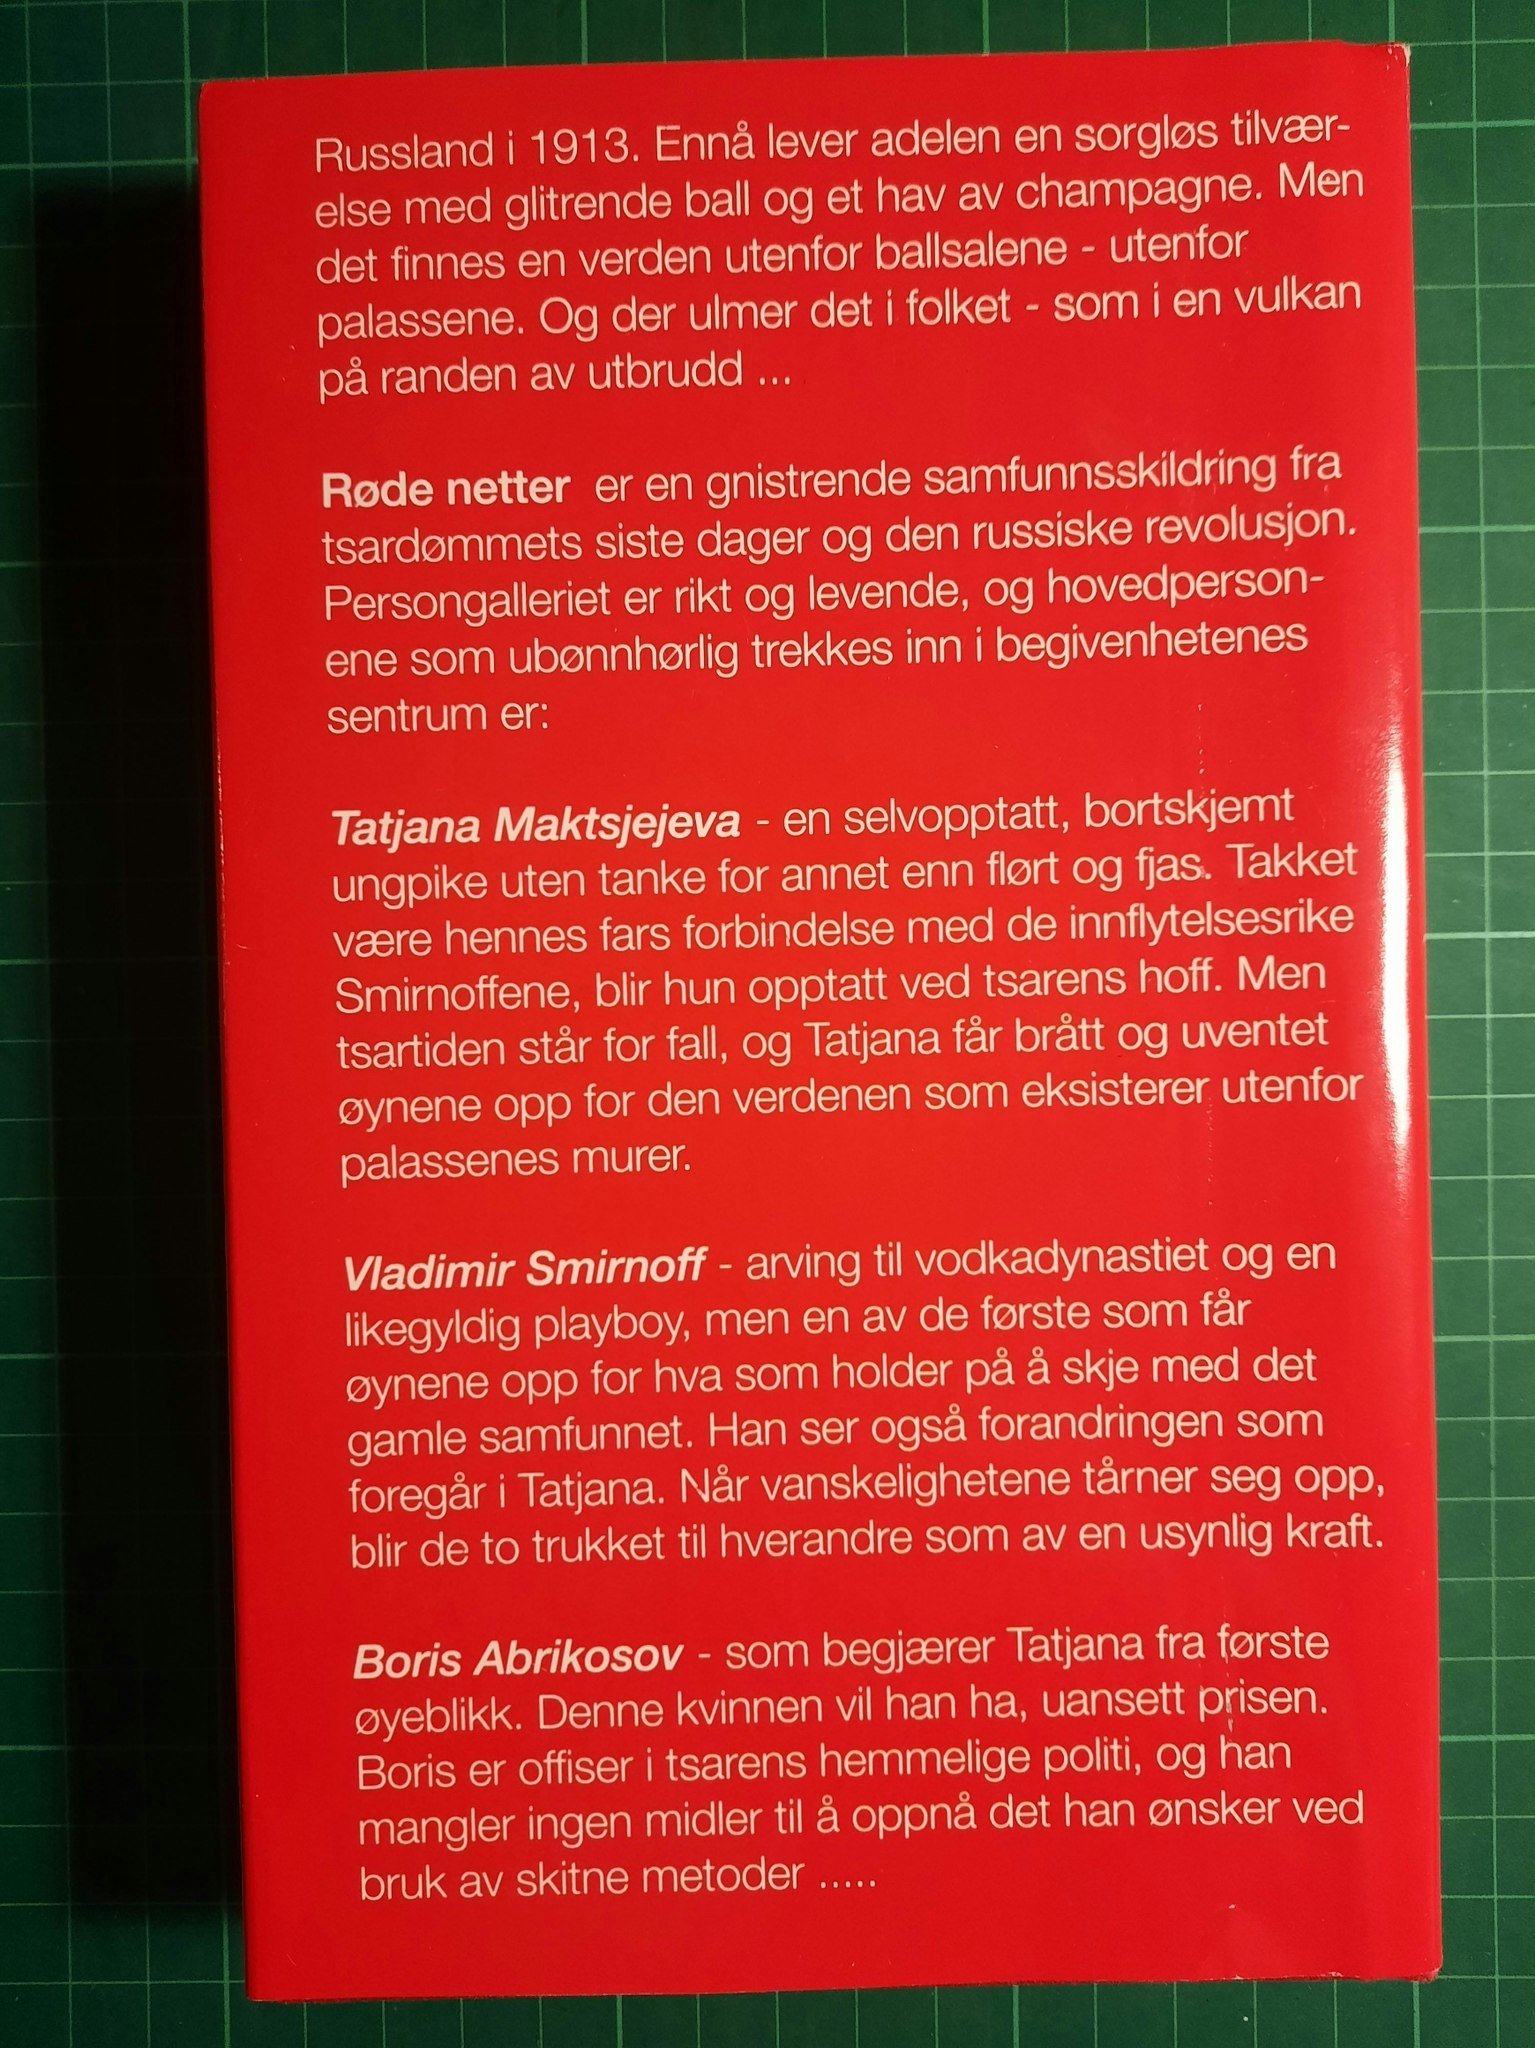 Russland i 1913. Ennå lever adelen en sorgløs tilvær-
else med glitrende ball og et hav av champagne. Men
det finnes en verden utenfor ballsalene - utenfor
palassene. Og der ulmer det i folket - som i en vulkan
på randen av utbrudd ...
Røde netter er en gnistrende samfunnsskildring fra
tsardømmets siste dager og den russiske revolusjon.
Persongalleriet er rikt og levende, og hovedperson-
ene som ubønnhørlig trekkes inn i begivenhetenes
sentrum er:
Tatjana Maktsjejeva - en selvopptatt, bortskjemt
ungpike uten tanke for annet enn flørt og fjas. Takket
være hennes fars forbindelse med de innflytelsesrike
Smirnoffene, blir hun opptatt ved tsarens hoff. Men
tsartiden står for fall, og Tatjana får brått og uventet
øynene opp for den verdenen som eksisterer utenfor
palassenes murer.
Vladimir Smirnoff - arving til vodkadynastiet og en
likegyldig playboy, men en av de første som får
øynene opp for hva som holder på å skje med det
gamle samfunnet. Han ser også forandringen som
foregår i Tatjana. Når vanskelighetene tårner seg opp,
blir de to trukket til hverandre som av en usynlig kraft.
Boris Abrikosov - som begjærer Tatjana fra første
øyeblikk. Denne kvinnen vil han ha, uansett prisen.
Boris er offiser i tsarens hemmelige politi, og han
mangler ingen midler til å oppnå det han ønsker ved
bruk av skitne metoder .....